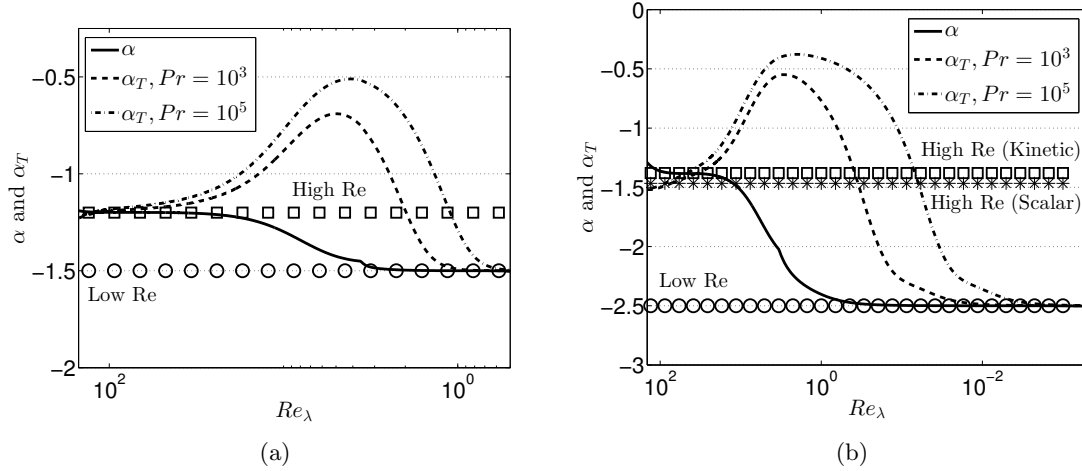 α
α_T, Pr = 10^3
α_T, Pr = 10^5
−0.5
−1
−1.5
−2
α and α_T
High Re
Low Re
10^2
10^0
Re_λ
(a)
α
α_T, Pr = 10^3
α_T, Pr = 10^5
0
−0.5
−1
−1.5
−2
−2.5
−3
α and α_T
High Re (Kinetic)
High Re (Scalar)
Low Re
10^2
10^0
10^-2
Re_λ
(b)